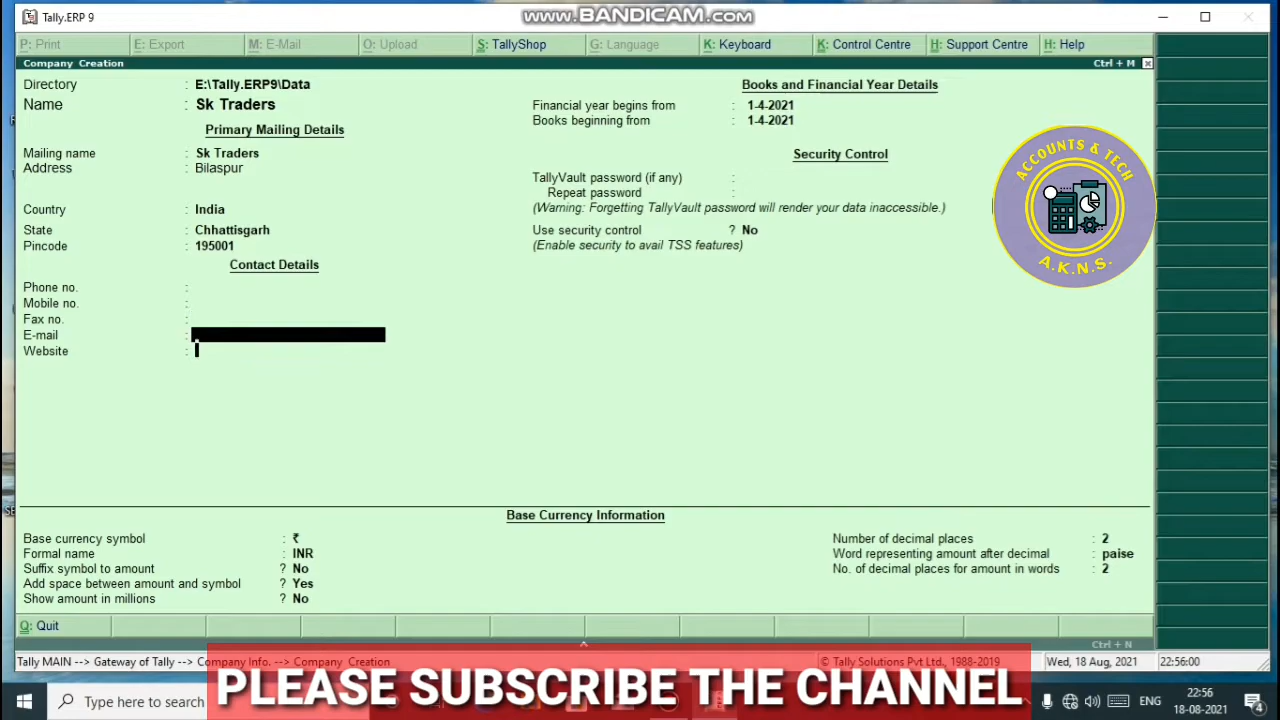 Tally.ERP 9
WWW.BANDICAM.COM
P: Print
E: Export
M: E-Mail
O: Upload
S: TallyShop
G: Language
K: Keyboard
K: Control Centre
H: Support Centre
H: Help
Company Creation
Ctrl + M
Directory : E:\Tally.ERP9\Data
Name : Sk Traders
Primary Mailing Details
Mailing name : Sk Traders
Address : Bilaspur
Country : India
State : Chhattisgarh
Pincode : 195001
Contact Details
Phone no. :
Mobile no. :
Fax no. :
E-mail :
Website :
Books and Financial Year Details
Financial year begins from : 1-4-2021
Books beginning from : 1-4-2021
Security Control
TallyVault password (if any) :
Repeat password :
(Warning: Forgetting TallyVault password will render your data inaccessible.)
Use security control ? No
(Enable security to avail TSS features)
ACCOUNTS & TECH
A.K.N.S.
Base Currency Information
Base currency symbol : ₹
Formal name : INR
Suffix symbol to amount ? No
Add space between amount and symbol ? Yes
Show amount in millions ? No
Number of decimal places : 2
Word representing amount after decimal : paise
No. of decimal places for amount in words : 2
Q: Quit
Ctrl + N
Tally MAIN --> Gateway of Tally --> Company Info. --> Company Creation
© Tally Solutions Pvt Ltd., 1988-2019
Wed, 18 Aug, 2021
22:56:00
PLEASE SUBSCRIBE THE CHANNEL
Type here to search
ENG
22:56
18-08-2021
4